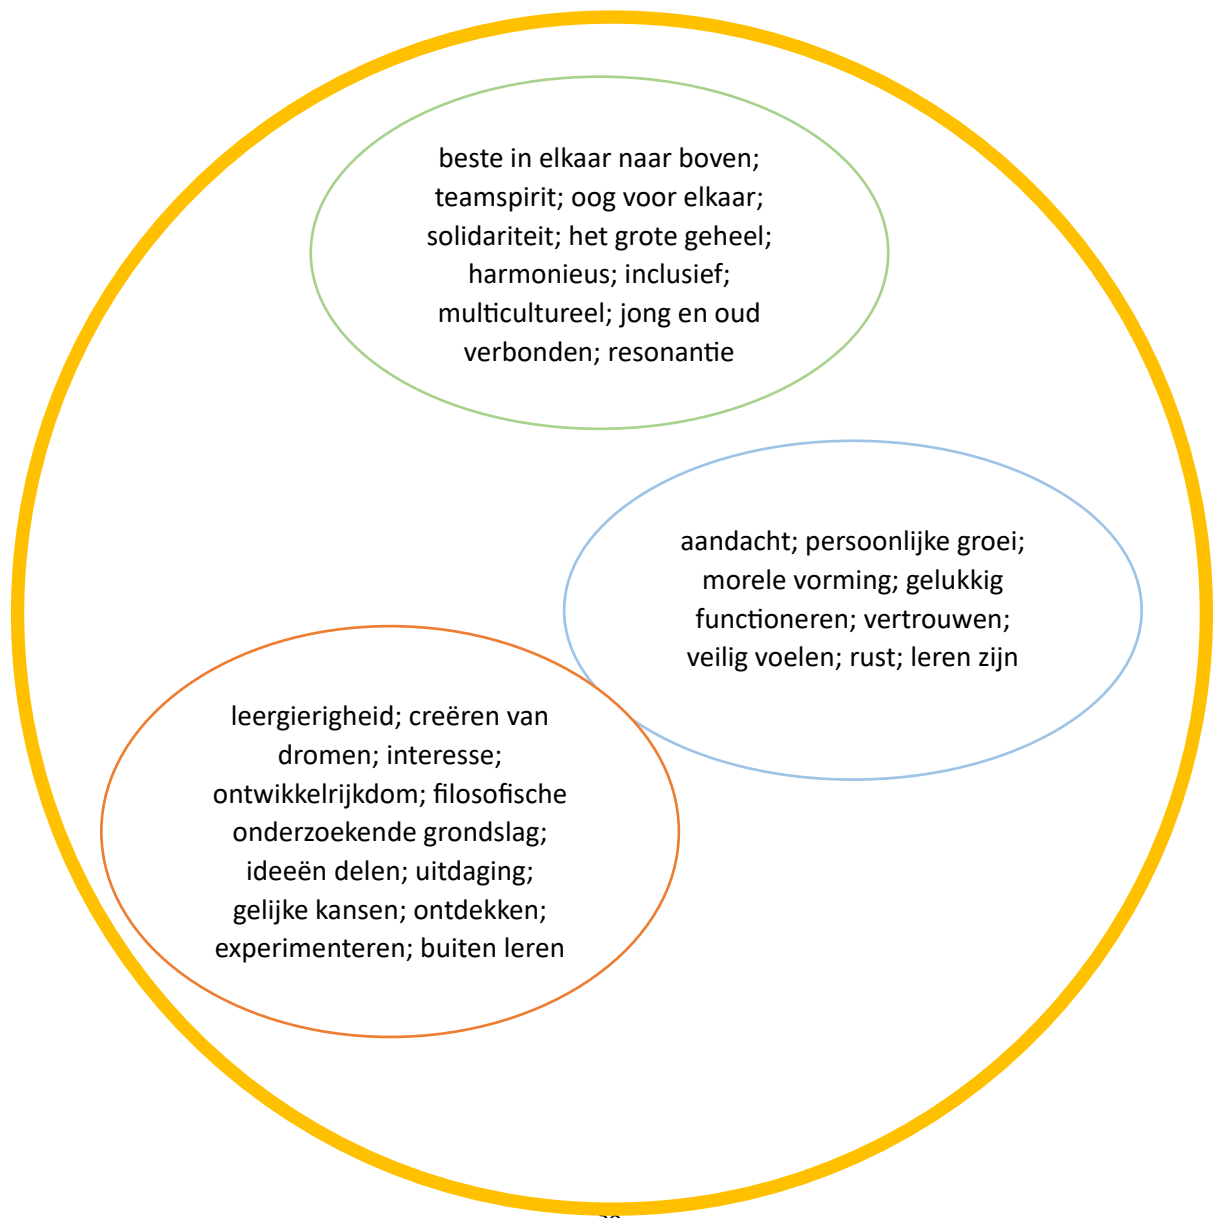 beste in elkaar naar boven;
teamspirit; oog voor elkaar;
solidariteit; het grote geheel;
harmonieus; inclusief;
multicultureel; jong en oud
verbonden; resonantie
aandacht; persoonlijke groei;
morele vorming; gelukkig
functioneren; vertrouwen;
veilig voelen; rust; leren zijn
leergierigheid; creëren van
dromen; interesse;
ontwikkelrijkdom; filosofische
onderzoekende grondslag;
ideeën delen; uitdaging;
gelijke kansen; ontdekken;
experimenteren; buiten leren